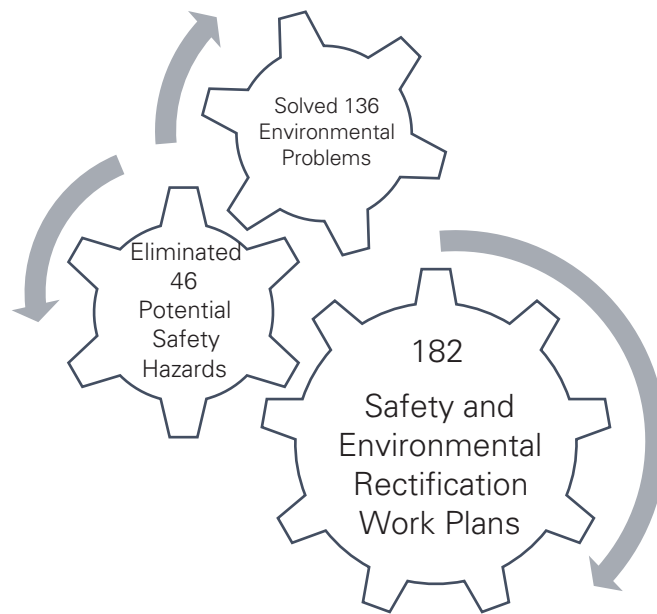 Solved 136
Environmental
Problems
Eliminated
46
Potential
Safety
Hazards
182
Safety and
Environmental
Rectification
Work Plans